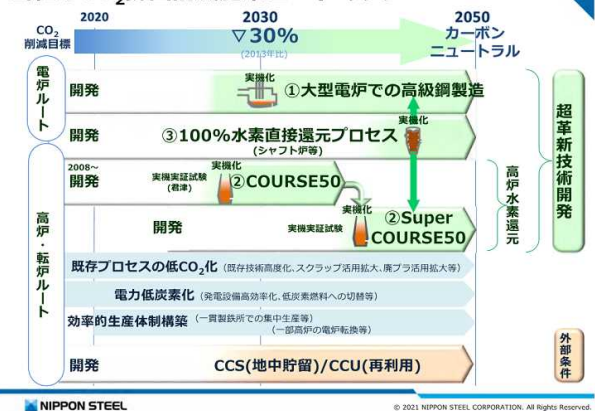 2020 2030 2050
CO₂
削減目標
▽30%
(2013年比)
カーボン
ニュートラル
電炉ルート
開発
実機化
①大型電炉での高級鋼製造
開発
③100%水素直接還元プロセス
(シャフト炉等)
実機化
超革新技術開発
高炉・転炉ルート
2008～
開発
実機実証試験
(君津)
実機化
②COURSE50
開発
実機実証試験
実機化
②Super
COURSE50
高炉水素還元
既存プロセスの低CO₂化（既存技術高度化、スクラップ活用拡大、廃プラ活用拡大等）
電力低炭素化（発電設備高効率化、低炭素燃料への切替等）
効率的生産体制構築（一貫製鉄所での集中生産等）
（一部高炉の電炉転換等）
開発
CCS(地中貯留)/CCU(再利用)
外部条件
NIPPON STEEL
© 2021 NIPPON STEEL CORPORATION. All Rights Reserved.